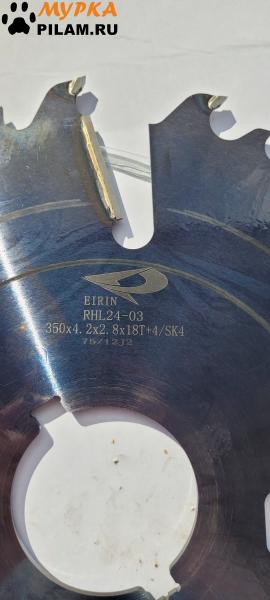 МУРКА
PILAM.RU
EIRIN
RHL24-03
350x4.2x2.8x18T+4/SK4
75/12J2